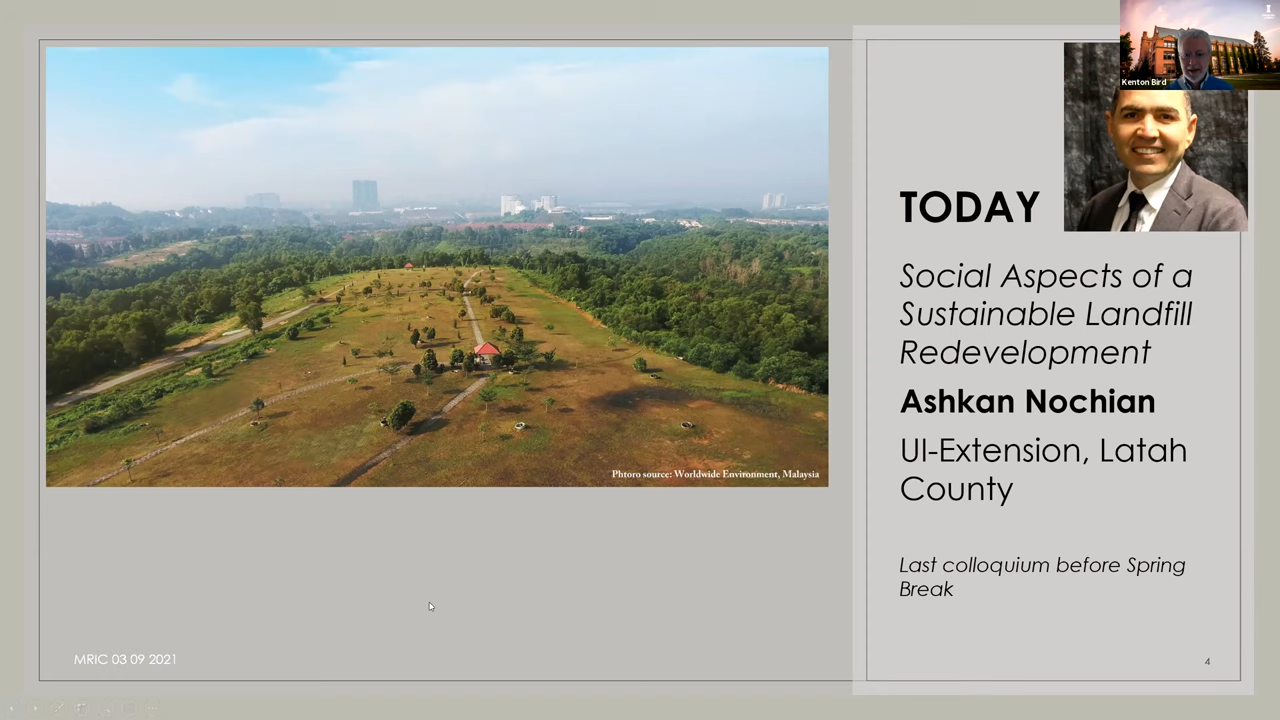 Kenton Bird
TODAY
Social Aspects of a
Sustainable Landfill
Redevelopment
Ashkan Nochian
UI-Extension, Latah
County
Last colloquium before Spring
Break
Phtoro source: Worldwide Environment, Malaysia
MRIC 03 09 2021
4